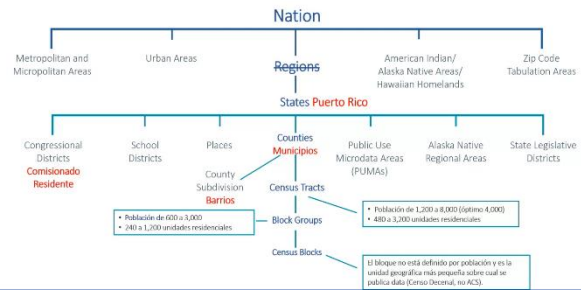 Nation
Metropolitan and
Micropolitan Areas
Urban Areas
Regions
American Indian/
Alaska Native Areas/
Hawaiian Homelands
Zip Code
Tabulation Areas
States Puerto Rico
Congressional
Districts
Comisionado
Residente
School
Districts
Places
Counties
Municipios
Public Use
Microdata Areas
(PUMAs)
Alaska Native
Regional Areas
State Legislative
Districts
County
Subdivision
Barrios
Census Tracts
• Población de 1,200 a 8,000 (óptimo 4,000)
• 480 a 3,200 unidades residenciales
• Población de 600 a 3,000
• 240 a 1,200 unidades residenciales
Block Groups
Census Blocks
El bloque no está definido por población y es la
unidad geográfica más pequeña sobre cual se
publica data (Censo Decenal, no ACS).